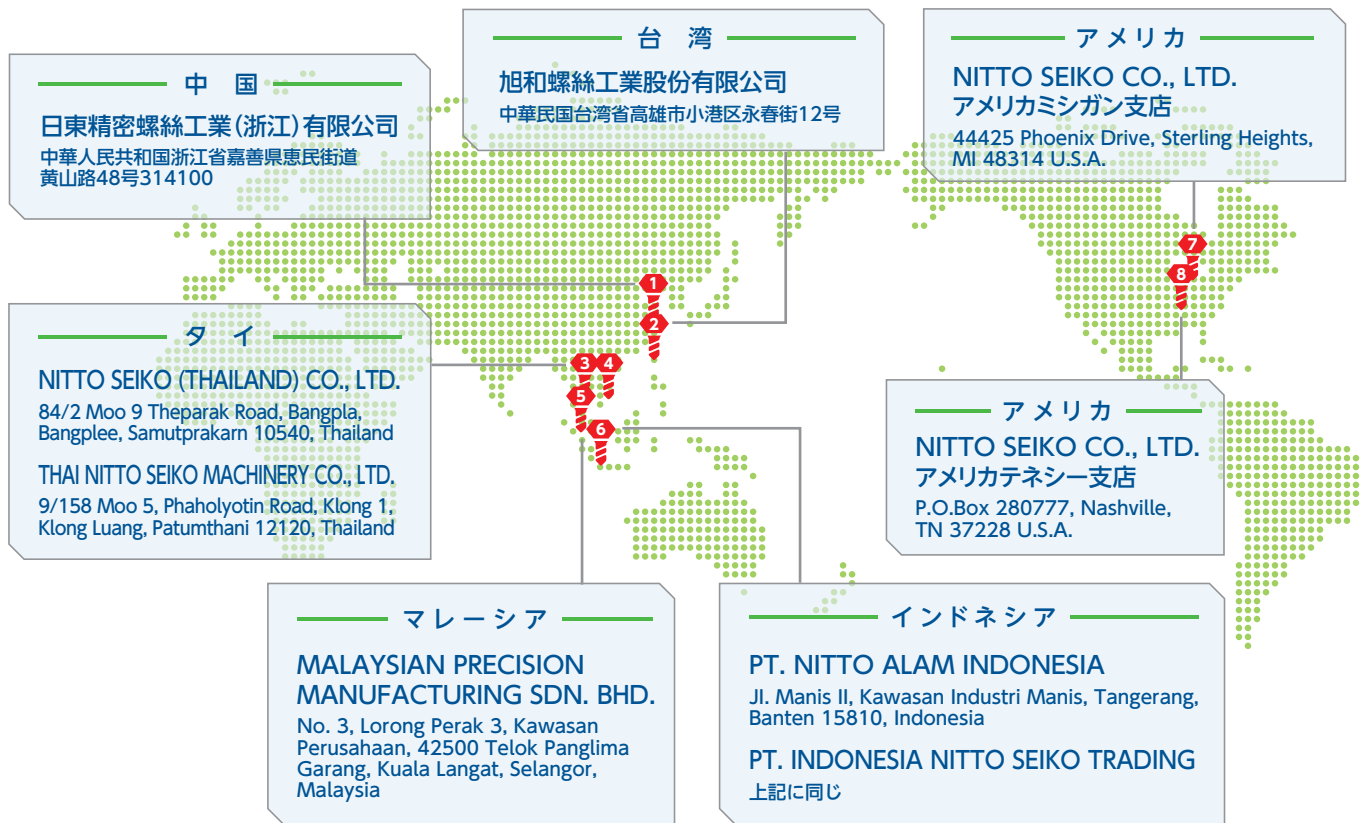 中国
日東精密螺絲工業(浙江)有限公司
中華人民共和国浙江省嘉善県恵民街道
黄山路48号314100
台湾
旭和螺絲工業股份有限公司
中華民国台湾省高雄市小港区永春街12号
アメリカ
NITTO SEIKO CO., LTD.
アメリカミシガン支店
44425 Phoenix Drive, Sterling Heights,
MI 48314 U.S.A.
1
2
3
4
5
6
7
8
タイ
NITTO SEIKO (THAILAND) CO., LTD.
84/2 Moo 9 Theparak Road, Bangpla,
Bangplee, Samutprakarn 10540, Thailand
THAI NITTO SEIKO MACHINERY CO., LTD.
9/158 Moo 5, Phaholyotin Road, Klong 1,
Klong Luang, Patumthani 12120, Thailand
アメリカ
NITTO SEIKO CO., LTD.
アメリカテネシー支店
P.O.Box 280777, Nashville,
TN 37228 U.S.A.
マレーシア
MALAYSIAN PRECISION
MANUFACTURING SDN. BHD.
No. 3, Lorong Perak 3, Kawasan
Perusahaan, 42500 Telok Panglima
Garang, Kuala Langat, Selangor,
Malaysia
インドネシア
PT. NITTO ALAM INDONESIA
JI. Manis II, Kawasan Industri Manis, Tangerang,
Banten 15810, Indonesia
PT. INDONESIA NITTO SEIKO TRADING
上記に同じ